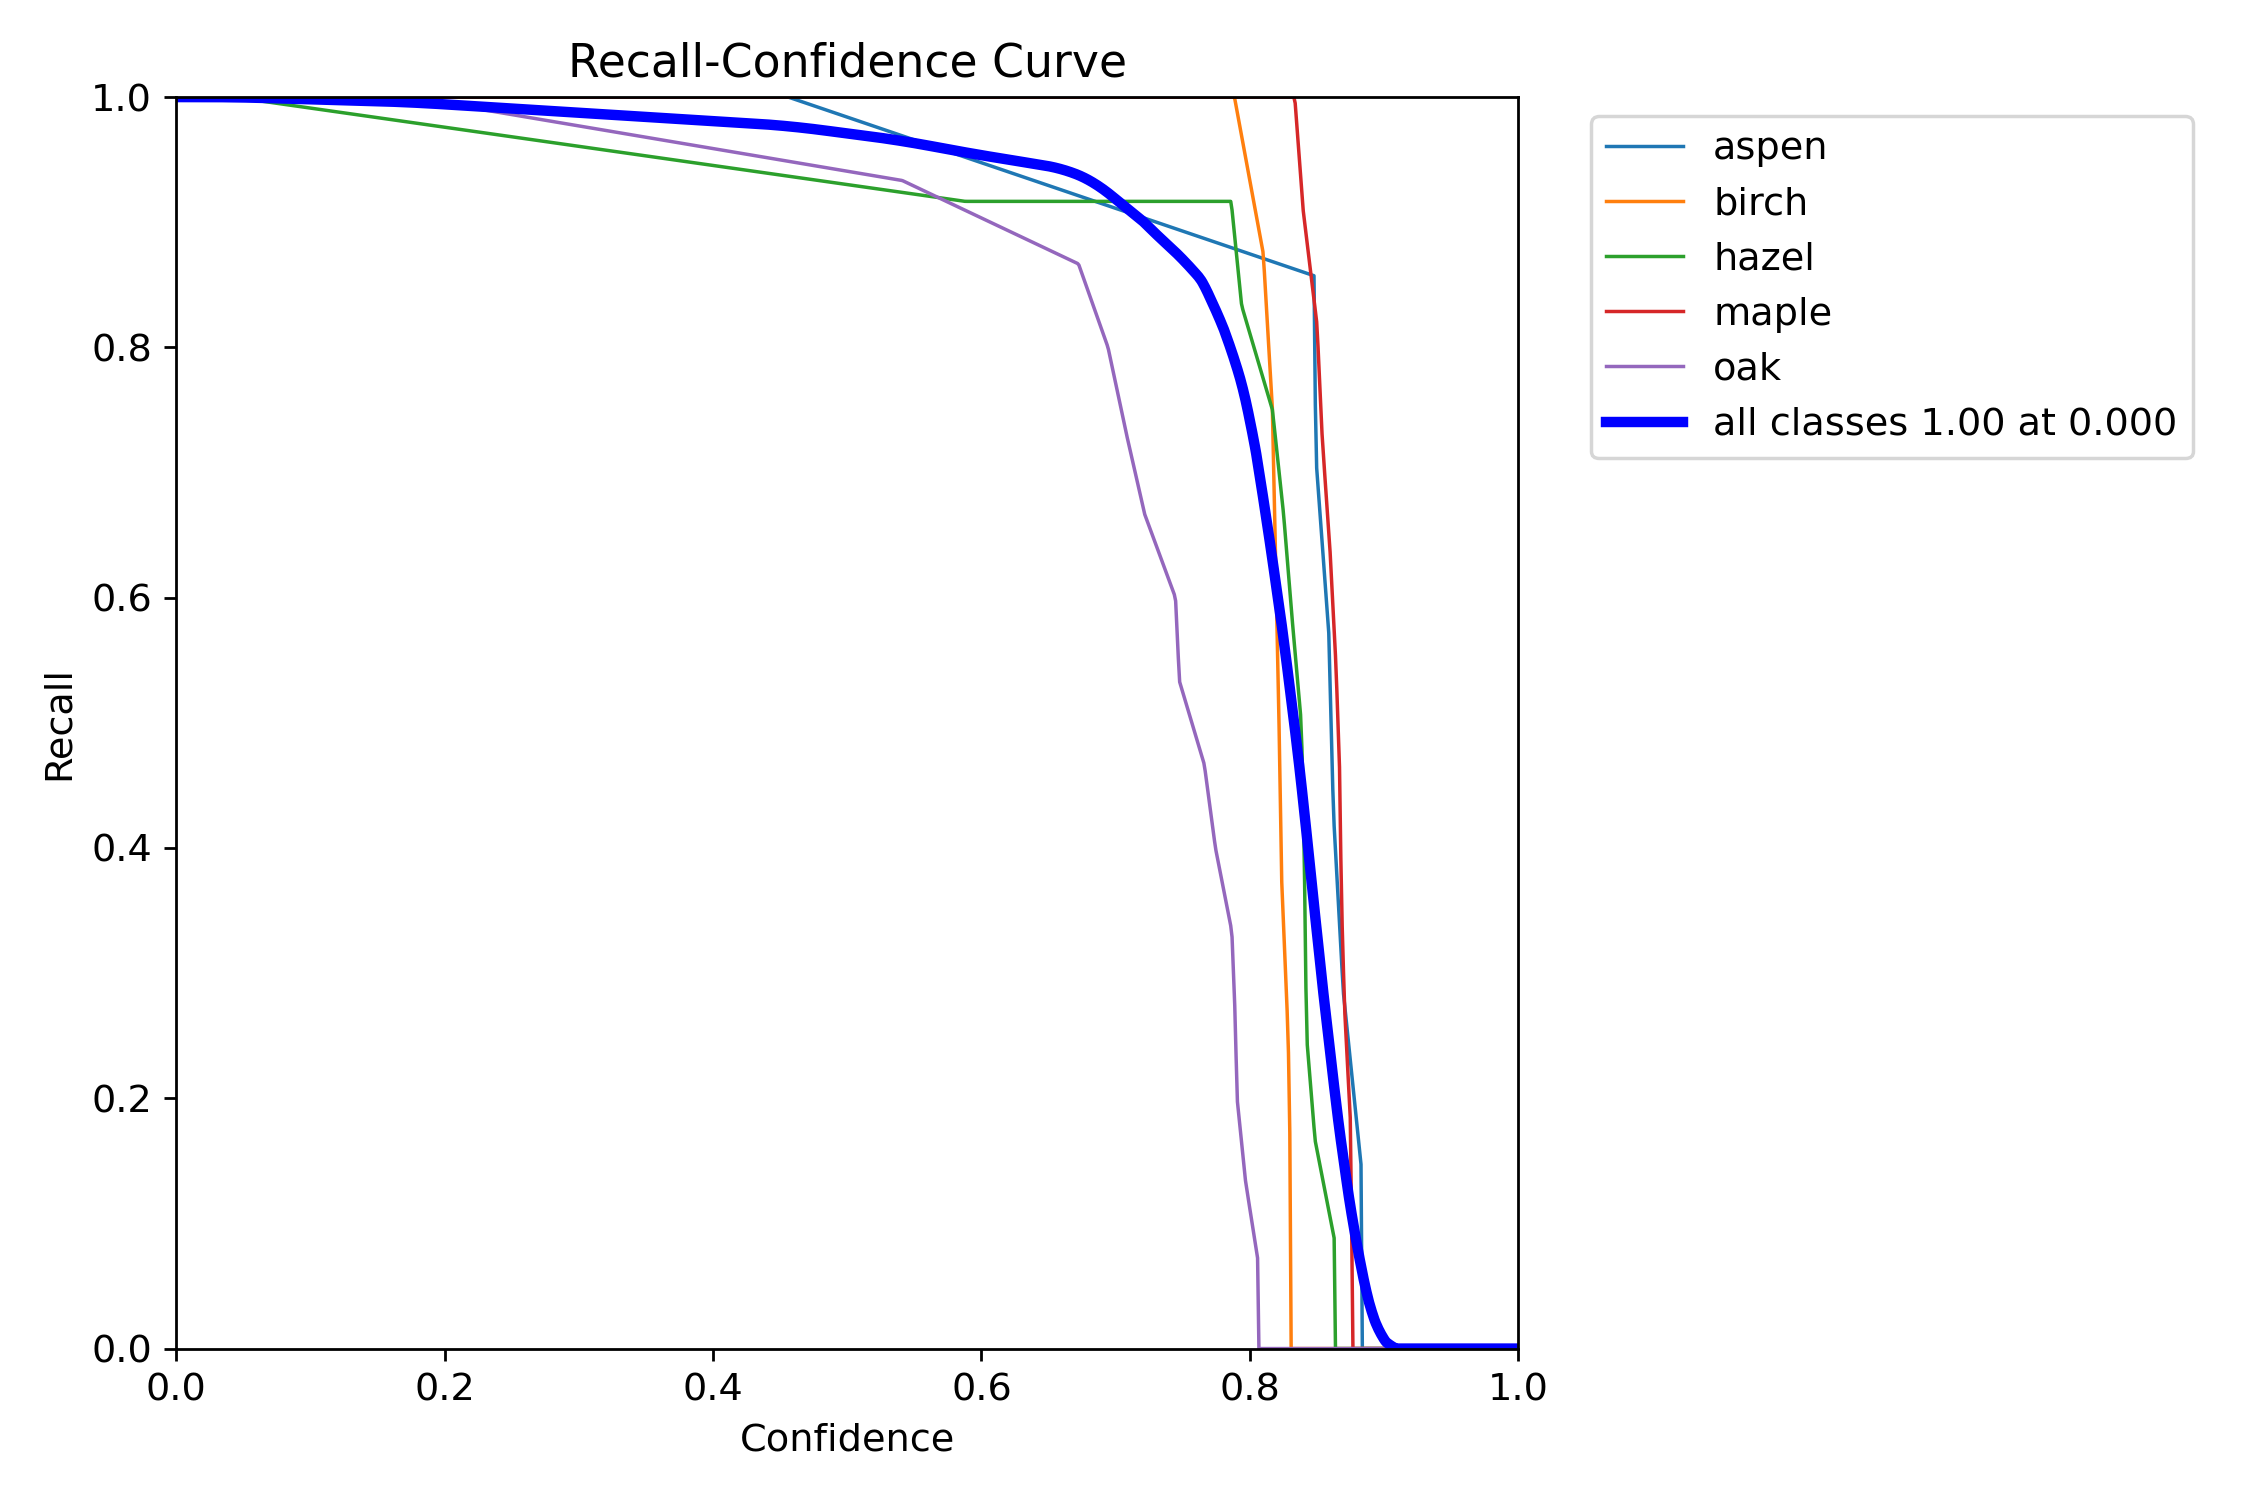 Recall-Confidence Curve
1.0
0.8
0.6
0.4
0.2
0.0
Recall
0.0 0.2 0.4 0.6 0.8 1.0
Confidence
aspen
birch
hazel
maple
oak
all classes 1.00 at 0.000